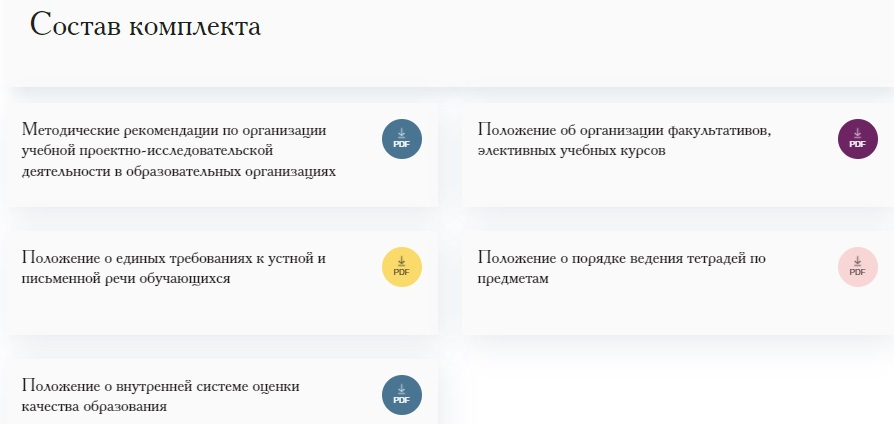 Состав комплекта
Методические рекомендации по организации
учебной проектно-исследовательской
деятельности в образовательных организациях
PDF
Положение об организации факультативов,
элективных учебных курсов
PDF
Положение о единых требованиях к устной и
письменной речи обучающихся
PDF
Положение о порядке ведения тетрадей по
предметам
PDF
Положение о внутренней системе оценки
качества образования
PDF